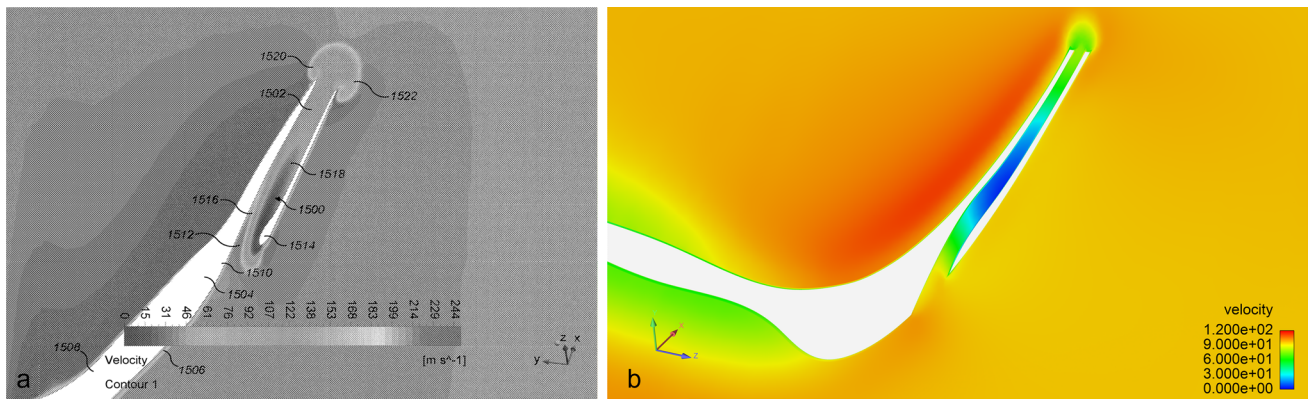 1520
1502
1522
1518
1516
1500
1512
1514
1510
1504
0 15 31 46 61 76 92 107 122 138 153 168 183 199 214 229 244
1508
Velocity [m s^-1]
1506
Contour 1
z x
y
a
velocity
1.200e+02
9.000e+01
6.000e+01
3.000e+01
0.000e+00
x
z
b